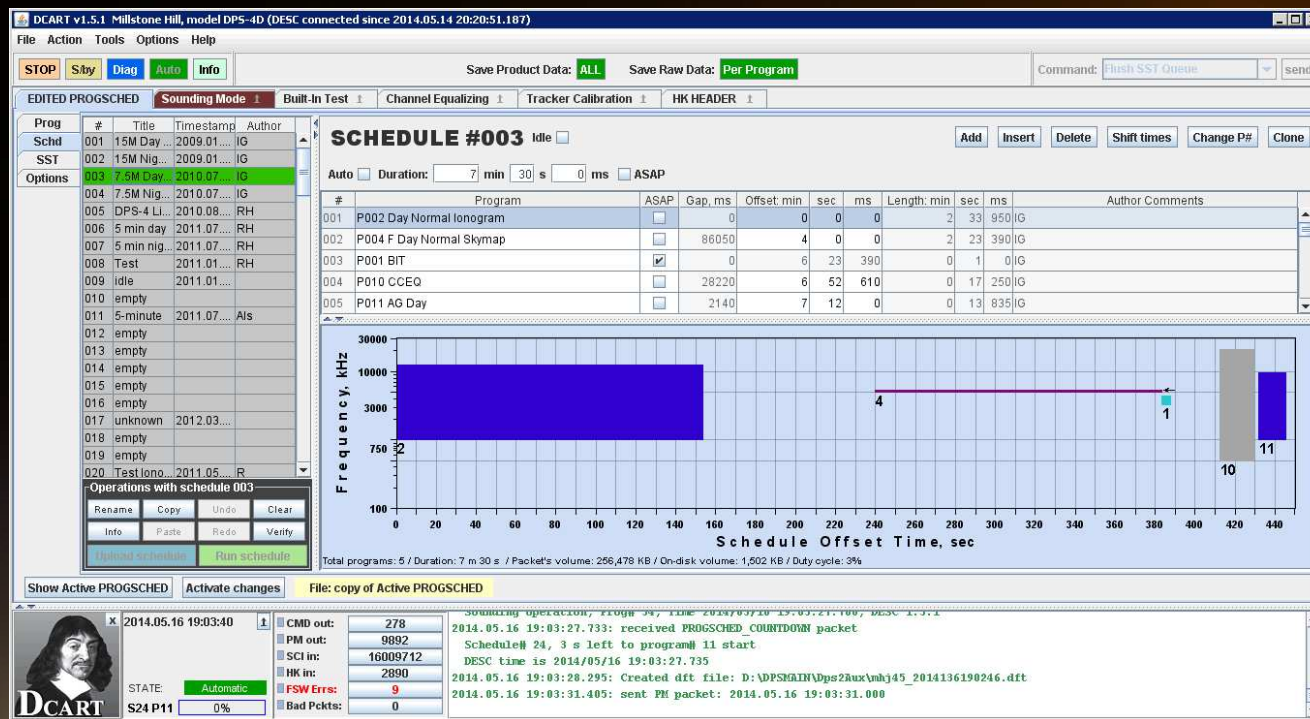 DCART v1.5.1 Millstone Hill, model DPS-4D (DESC connected since 2014.05.14 20:20:51.187)
File Action Tools Options Help
STOP S/by Diag Auto Info Save Product Data: ALL Save Raw Data: Per Program Command: Flush SST Queue send
EDITED PROGSCHED Sounding Mode Built-In Test Channel Equalizing Tracker Calibration HK HEADER
Prog
Schd
SST
Options
# Title Timestamp Author
001 15M Day ... 2009.01.... IG
002 15M Nig... 2009.01.... IG
003 7.5M Day... 2010.07.... IG
004 7.5M Nig... 2010.07.... IG
005 DPS-4 Li... 2010.08.... RH
006 5 min day 2011.07.... RH
007 5 min nig... 2011.07.... RH
008 Test 2011.01.... RH
009 idle 2011.01....
010 empty
011 5-minute 2011.07.... AIs
012 empty
013 empty
014 empty
015 empty
016 empty
017 unknown 2012.03....
018 empty
019 empty
020 Test Iono... 2011.05.... R
Operations with schedule 003
Rename Copy Undo Clear
Info Paste Redo Verify
Upload schedule Run schedule
SCHEDULE #003 Idle
Add Insert Delete Shift times Change P# Clone
Auto Duration: 7 min 30 s 0 ms ASAP
# Program ASAP Gap, ms Offset: min sec ms Length: min sec ms Author Comments
001 P002 Day Normal Ionogram 0 0 0 0 2 33 950 IG
002 P004 F Day Normal Skymap 86050 4 0 0 2 23 390 IG
003 P001 BIT 0 6 23 390 0 1 0 IG
004 P010 CCEQ 28220 6 52 610 0 17 250 IG
005 P011 AG Day 2140 7 12 0 0 13 835 IG
Frequency, kHz
30000
10000
3000
750
100
2
4
1
10
11
0 20 40 60 80 100 120 140 160 180 200 220 240 260 280 300 320 340 360 380 400 420 440
Schedule Offset Time, sec
Total programs: 5 / Duration: 7 m 30 s / Packet's volume: 256,478 KB / On-disk volume: 1,502 KB / Duty cycle: 3%
Show Active PROGSCHED Activate changes File: copy of Active PROGSCHED
DCART
2014.05.16 19:03:40
STATE: Automatic
S24 P11 0%
CMD out: 278
PM out: 9892
SCI in: 16009712
HK in: 2890
FSW Errs: 9
Bad Pckts: 0
2014.05.16 19:03:27.733: received PROGSCHED_COUNTDOWN packet
Schedule# 24, 3 s left to program# 11 start
DESC time is 2014/05/16 19:03:27.735
2014.05.16 19:03:28.295: Created dft file: D:\DPSMAIN\Dps2Aux\mhj45_2014136190246.dft
2014.05.16 19:03:31.405: sent PM packet: 2014.05.16 19:03:31.000